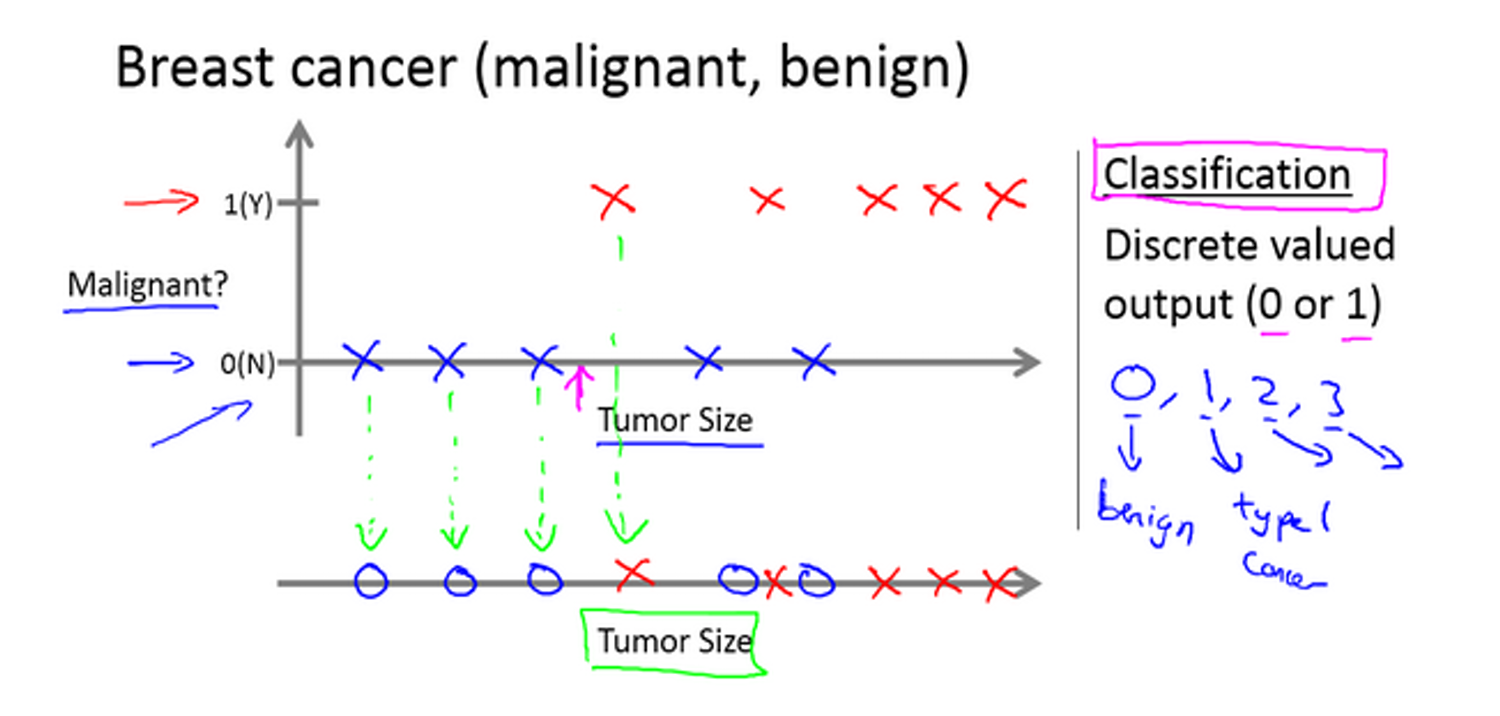 Breast cancer (malignant, benign)
1(Y)
Malignant?
0(N)
Tumor Size
Tumor Size
Classification
Discrete valued
output (0 or 1)
0, 1, 2, 3
benign
type 1
cancer